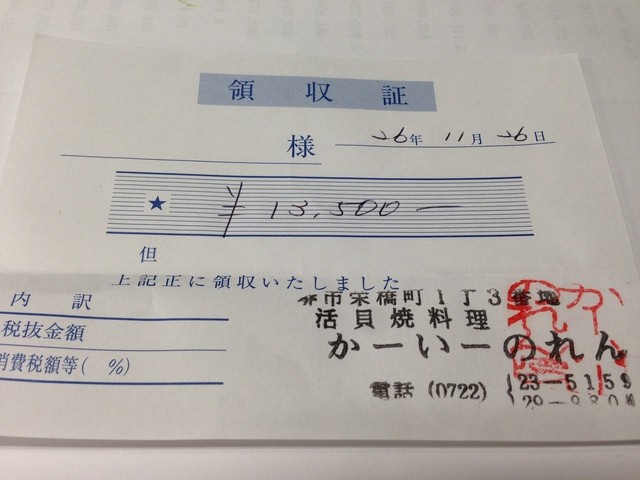 領収証
様 26年 11月 26日
★ ¥13,500―
但
上記正に領収いたしました
内訳
税抜金額
消費税額等( %)
堺市栄橋町1丁3番地
活貝焼料理
かーいーのれん
電話 (0722) 23-5159